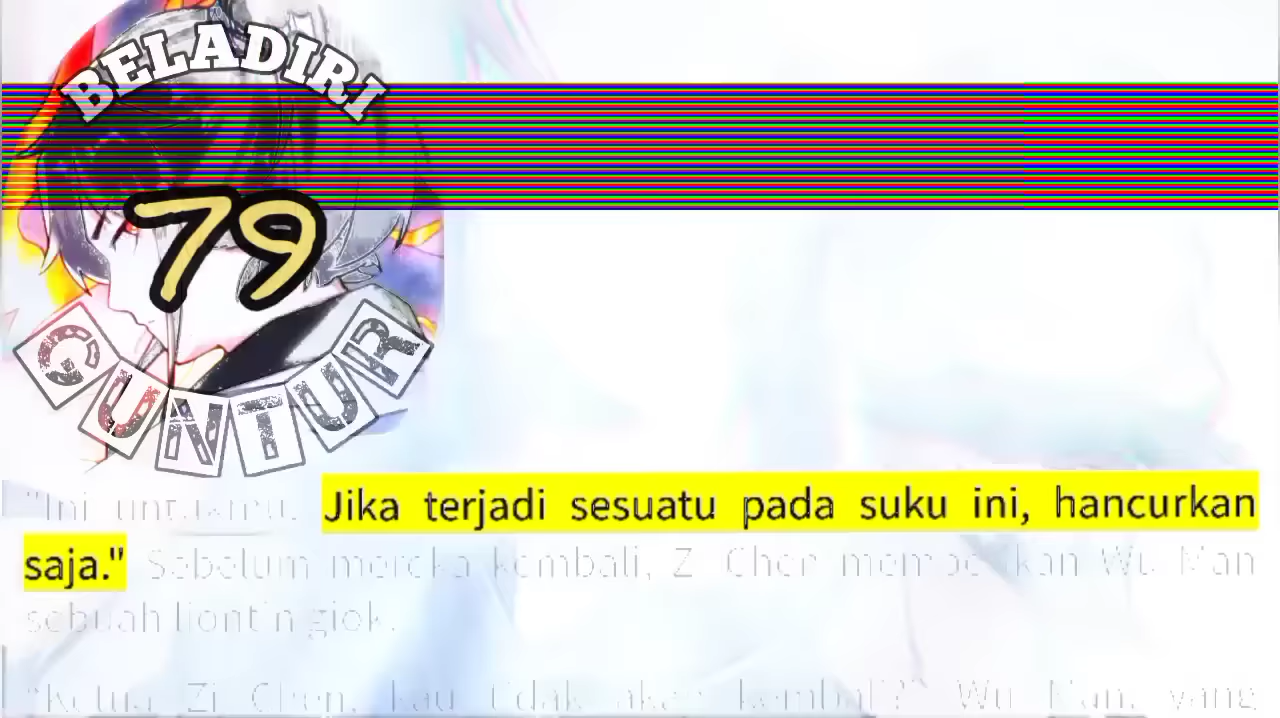 BELADIRI
79
GUNTUR
"Ini untukmu. Jika terjadi sesuatu pada suku ini, hancurkan
saja." Sebelum mereka kembali, Zi Chen memberikan Wu Man
sebuah liontin giok.
"Ketua Zi Chen, kau tidak akan kembali?" Wu Man, yang